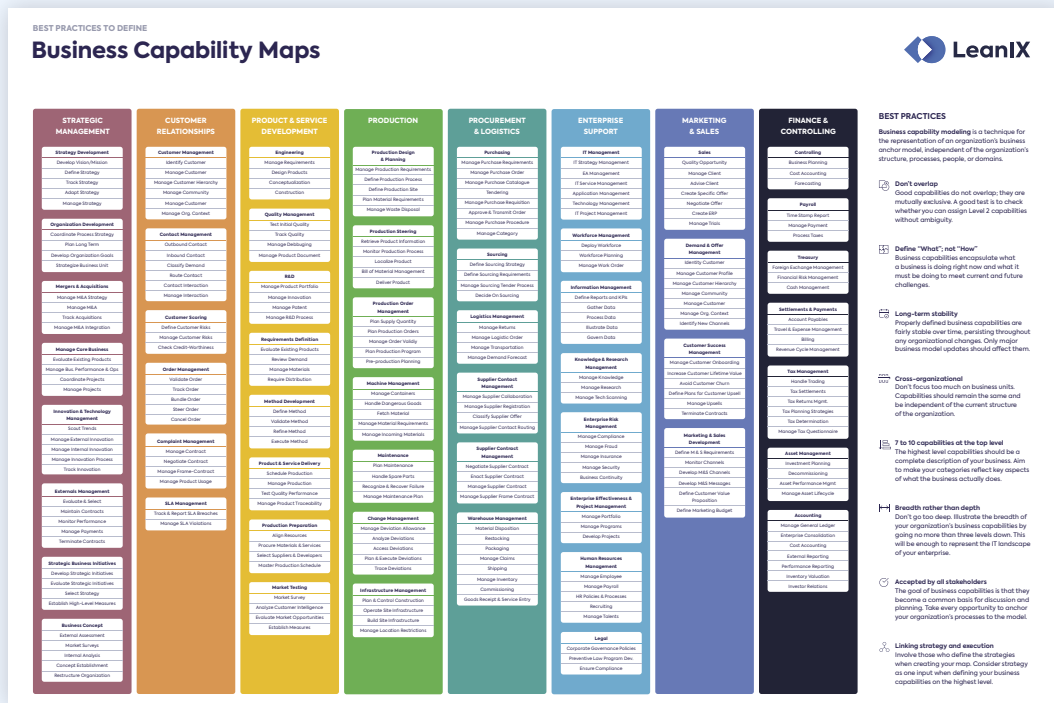 BEST PRACTICES TO DEFINE
Business Capability Maps
LeanIX
STRATEGIC
MANAGEMENT
Strategy Development
Develop Vision/Mission
Define Strategy
Track Strategy
Adapt Strategy
Manage Strategy
Organization Development
Coordinate Process Strategy
Plan Long Term
Develop Organization Goals
Strategize Business Unit
Mergers & Acquisitions
Manage M&A Strategy
Manage M&A
Track Acquisitions
Manage M&A Integration
Manage Core Business
Evaluate Existing Products
Manage Bus. Performance & Ops
Coordinate Projects
Manage Projects
Innovation & Technology
Management
Scout Trends
Manage External Innovation
Manage Internal Innovation
Manage Innovation Process
Track Innovation
Externals Management
Evaluate & Select
Maintain Contracts
Monitor Performance
Manage Payments
Terminate Contracts
Strategic Business Initiatives
Develop Strategic Initiatives
Evaluate Strategic Initiatives
Select Strategy
Establish High-Level Measures
Business Concept
External Assessment
Market Surveys
Internal Analysis
Concept Establishment
Restructure Organization
CUSTOMER
RELATIONSHIPS
Customer Management
Identify Customer
Manage Customer
Manage Customer Hierarchy
Manage Community
Manage Customer
Manage Org. Context
Contact Management
Outbound Contact
Inbound Contact
Classify Demand
Route Contact
Contact Interaction
Manage Interaction
Customer Scoring
Define Customer Risks
Manage Customer Risks
Check Credit-Worthiness
Order Management
Validate Order
Track Order
Bundle Order
Steer Order
Cancel Order
Complaint Management
Manage Contract
Negotiate Contract
Manage Frame-Contract
Manage Product Usage
SLA Management
Track & Report SLA Breaches
Manage SLA Violations
PRODUCT & SERVICE
DEVELOPMENT
Engineering
Manage Requirements
Design Products
Conceptualization
Construction
Quality Management
Test Initial Quality
Track Quality
Manage Debuging
Manage Product Document
R&D
Manage Product Portfolio
Manage Innovation
Manage Patent
Manage R&D Process
Requirements Definition
Evaluate Existing Products
Review Demand
Manage Materials
Require Distribution
Method Development
Define Method
Validate Method
Refine Method
Execute Method
Product & Service Delivery
Schedule Production
Manage Production
Test Quality Performance
Manage Product Traceability
Production Preparation
Align Resources
Procure Materials & Services
Select Suppliers & Developers
Master Production Schedule
Market Testing
Market Survey
Analyze Customer Intelligence
Evaluate Market Opportunities
Establish Measures
PRODUCTION
Production Design
& Planning
Manage Production Requirements
Define Production Process
Define Production Site
Plan Material Requirements
Manage Waste Disposal
Production Steering
Retrieve Product Information
Monitor Production Process
Localize Product
Bill of Material Management
Deliver Product
Production Order
Management
Plan Supply Quantity
Plan Production Orders
Manage Order Validity
Plan Production Program
Pre-production Planning
Machine Management
Manage Containers
Handle Dangerous Goods
Fetch Material
Manage Material Requirements
Manage Incoming Materials
Maintenance
Plan Maintenance
Handle Spare Parts
Recognize & Recover Failure
Manage Maintenance Plan
Change Management
Manage Deviation Allowance
Analyze Deviations
Access Deviations
Plan & Execute Deviations
Trace Deviations
Infrastructure Management
Plan & Control Construction
Operate Site Infrastructure
Build Site Infrastructure
Manage Location Restrictions
PROCUREMENT
& LOGISTICS
Purchasing
Manage Purchase Requirements
Manage Purchase Order
Manage Purchase Catalogue
Tendering
Manage Purchase Requisition
Approve & Transmit Order
Manage Purchase Procedure
Manage Category
Sourcing
Define Sourcing Strategy
Define Sourcing Requirements
Manage Sourcing Tender Process
Decide On Sourcing
Logistics Management
Manage Returns
Manage Logistic Order
Manage Transportation
Manage Demand Forecast
Supplier Contact
Management
Manage Supplier Collaboration
Manage Supplier Registration
Classify Supplier Offer
Manage Supplier Contact Routing
Supplier Contract
Management
Negotiate Supplier Contract
Enact Supplier Contract
Manage Supplier Contract
Manage Supplier Frame Contract
Warehouse Management
Material Disposition
Restocking
Packaging
Manage Claims
Shipping
Manage Inventory
Commissioning
Goods Receipt & Service Entry
ENTERPRISE
SUPPORT
IT Management
IT Strategy Management
EA Management
IT Service Management
Application Management
Technology Management
IT Project Management
Workforce Management
Deploy Workforce
Workforce Planning
Manage Work Order
Information Management
Define Reports and KPIs
Gather Data
Process Data
Illustrate Data
Govern Data
Knowledge & Research
Management
Manage Knowledge
Manage Research
Manage Tech Scanning
Enterprise Risk
Management
Manage Compliance
Manage Fraud
Manage Insurance
Manage Security
Business Continuity
Enterprise Effectiveness &
Project Management
Manage Portfolio
Manage Programs
Develop Projects
Human Resources
Management
Manage Employee
Manage Payroll
HR Policies & Processes
Recruiting
Manage Talents
Legal
Corporate Governance Policies
Preventive Law Program Dev.
Ensure Compliance
MARKETING
& SALES
Sales
Quality Opportunity
Manage Client
Advise Client
Create Specific Offer
Negotiate Offer
Create ERP
Manage Trials
Demand & Offer
Management
Identify Customer
Manage Customer Profile
Manage Customer Hierarchy
Manage Community
Manage Customer
Manage Org. Context
Identify New Channels
Customer Success
Management
Manage Customer Onboarding
Increase Customer Lifetime Value
Avoid Customer Churn
Define Plans for Customer Upsell
Manage Upsells
Terminate Contracts
Marketing & Sales
Development
Define M & S Requirements
Monitor Channels
Develop M&S Channels
Develop M&S Messages
Define Customer Value
Proposition
Define Marketing Budget
FINANCE &
CONTROLLING
Controlling
Business Planning
Cost Accounting
Forecasting
Payroll
Time Stamp Report
Manage Payment
Process Taxes
Treasury
Foreign Exchange Management
Financial Risk Management
Cash Management
Settlements & Payments
Account Payables
Travel & Expense Management
Billing
Revenue Cycle Management
Tax Management
Handle Trading
Tax Settlements
Tax Returns Mgmt.
Tax Planning Strategies
Tax Determination
Manage Tax Questionnaire
Asset Management
Investment Planning
Decommissioning
Asset Performance Mgmt
Manage Asset Lifecycle
Accounting
Manage General Ledger
Enterprise Consolidation
Cost Accounting
External Reporting
Performance Reporting
Inventory Valuation
Investor Relations
BEST PRACTICES
Business capability modeling is a technique for
the representation of an organization's business
anchor model, independent of the organization's
structure, processes, people, or domains.
Don't overlap
Good capabilities do not overlap; they are
mutually exclusive. A good test is to check
whether you can assign Level 2 capabilities
without ambiguity.
Define "What"; not "How"
Business capabilities encapsulate what
a business is doing right now and what it
must be doing to meet current and future
challenges.
Long-term stability
Properly defined business capabilities are
fairly stable over time, persisting throughout
any organizational changes. Only major
business model updates should affect them.
Cross-organizational
Don't focus too much on business units.
Capabilities should remain the same and
be independent of the current structure
of the organization.
7 to 10 capabilities at the top level
The highest level capabilities should be a
complete description of your business. Aim
to make your categories reflect key aspects
of what the business actually does.
Breadth rather than depth
Don't go too deep. Illustrate the breadth of
your organization's business capabilities by
going no more than three levels down. This
will be enough to represent the IT landscape
of your enterprise.
Accepted by all stakeholders
The goal of business capabilities is that they
become a common basis for discussion and
planning. Take every opportunity to anchor
your organization's processes to the model.
Linking strategy and execution
Involve those who define the strategies
when creating your map. Consider strategy
as one input when defining your business
capabilities on the highest level.